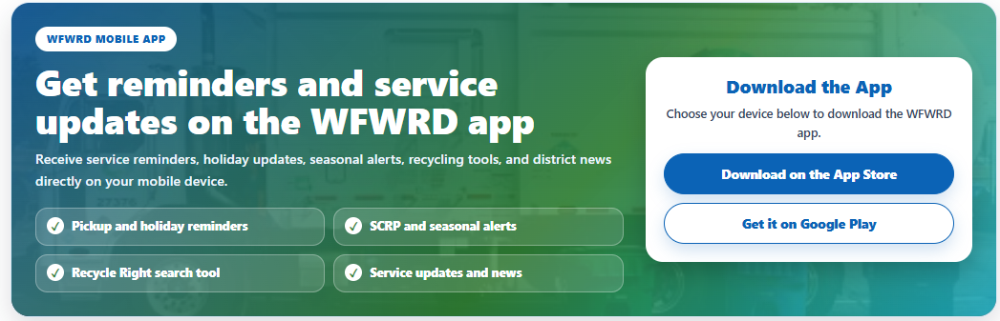 WFWRD MOBILE APP
Get reminders and service
updates on the WFWRD app
Receive service reminders, holiday updates, seasonal alerts, recycling tools, and district news
directly on your mobile device.
✓ Pickup and holiday reminders
✓ SCRP and seasonal alerts
✓ Recycle Right search tool
✓ Service updates and news
Download the App
Choose your device below to download the WFWRD
app.
Download on the App Store
Get it on Google Play